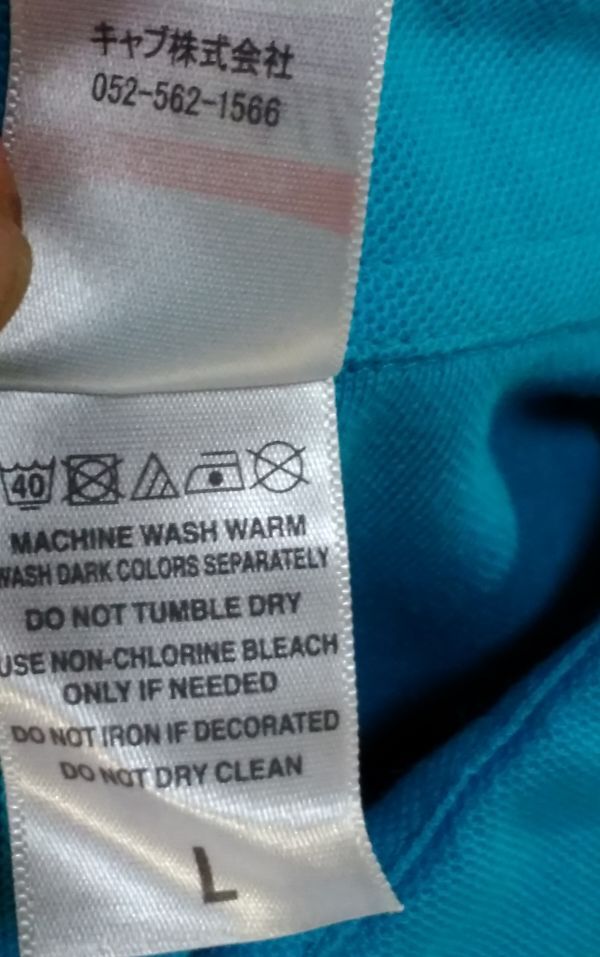 キャブ株式会社
052-562-1566
40
MACHINE WASH WARM
WASH DARK COLORS SEPARATELY
DO NOT TUMBLE DRY
USE NON-CHLORINE BLEACH
ONLY IF NEEDED
DO NOT IRON IF DECORATED
DO NOT DRY CLEAN
L